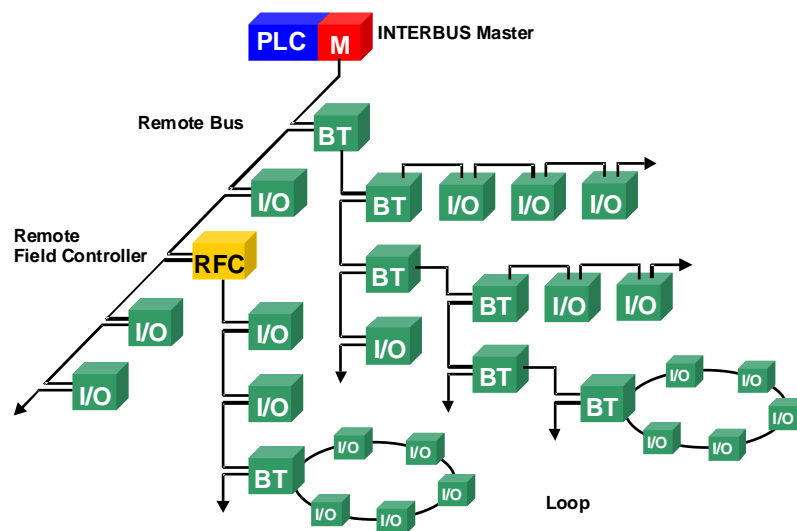 PLC M INTERBUS Master
Remote Bus
BT
I/O
BT
I/O
I/O
I/O
Remote
Field Controller
RFC
BT
BT
I/O
I/O
I/O
I/O
I/O
I/O
BT
I/O
I/O
I/O
BT
I/O
I/O
I/O
I/O
BT
I/O
I/O
I/O
I/O
I/O
I/O
Loop